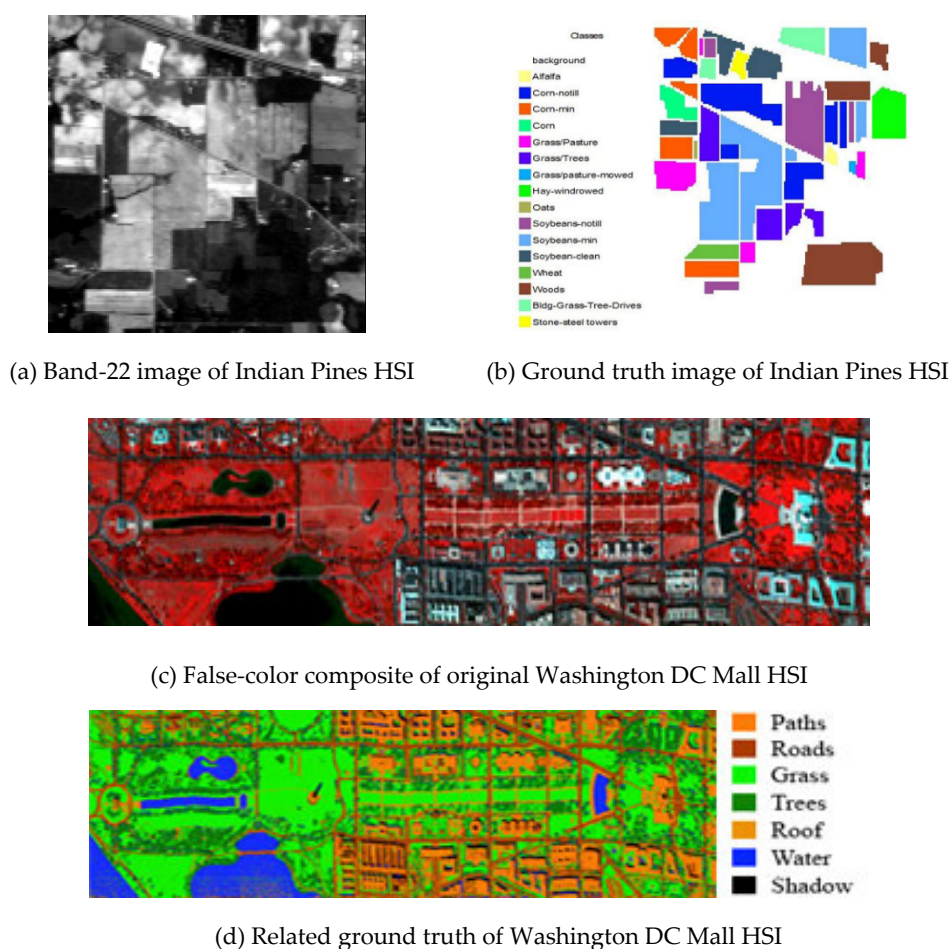 Classes
background
Alfalfa
Corn-notill
Corn-min
Corn
Grass/Pasture
Grass/Trees
Grass/pasture-mowed
Hay-windrowed
Oats
Soybeans-notill
Soybeans-min
Soybean-clean
Wheat
Woods
Bldg-Grass-Tree-Drives
Stone-steel towers
(a) Band-22 image of Indian Pines HSI
(b) Ground truth image of Indian Pines HSI
(c) False-color composite of original Washington DC Mall HSI
Paths
Roads
Grass
Trees
Roof
Water
Shadow
(d) Related ground truth of Washington DC Mall HSI